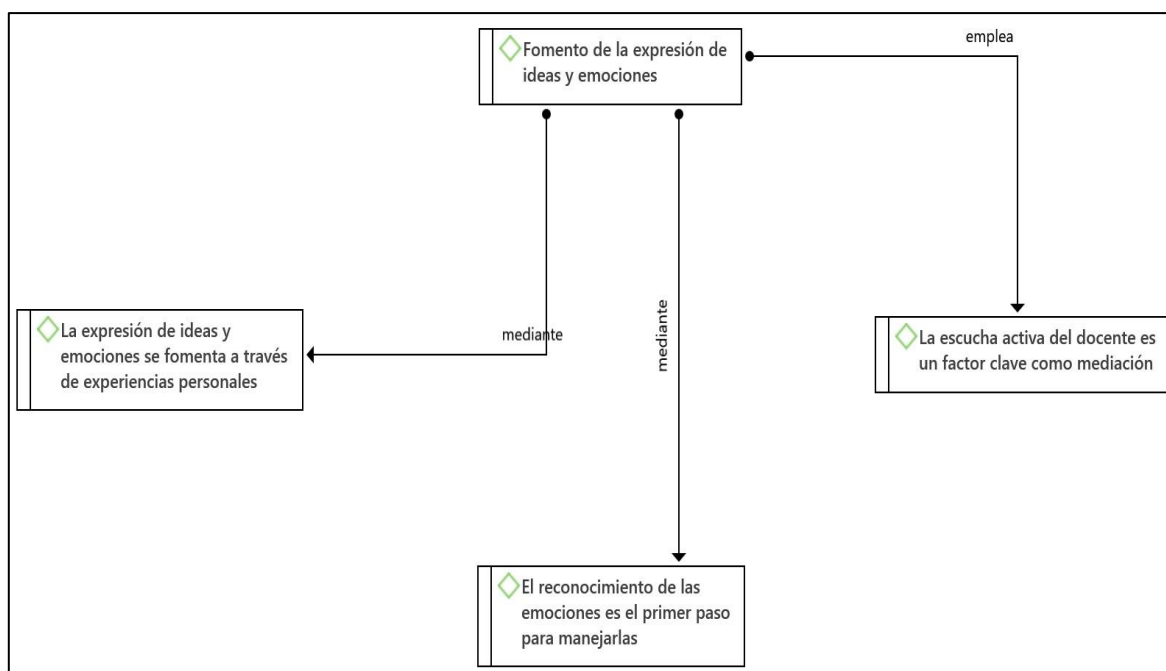 emplea
Fomento de la expresión de
ideas y emociones
mediante
mediante
La expresión de ideas y
emociones se fomenta a través
de experiencias personales
La escucha activa del docente es
un factor clave como mediación
El reconocimiento de las
emociones es el primer paso
para manejarlas